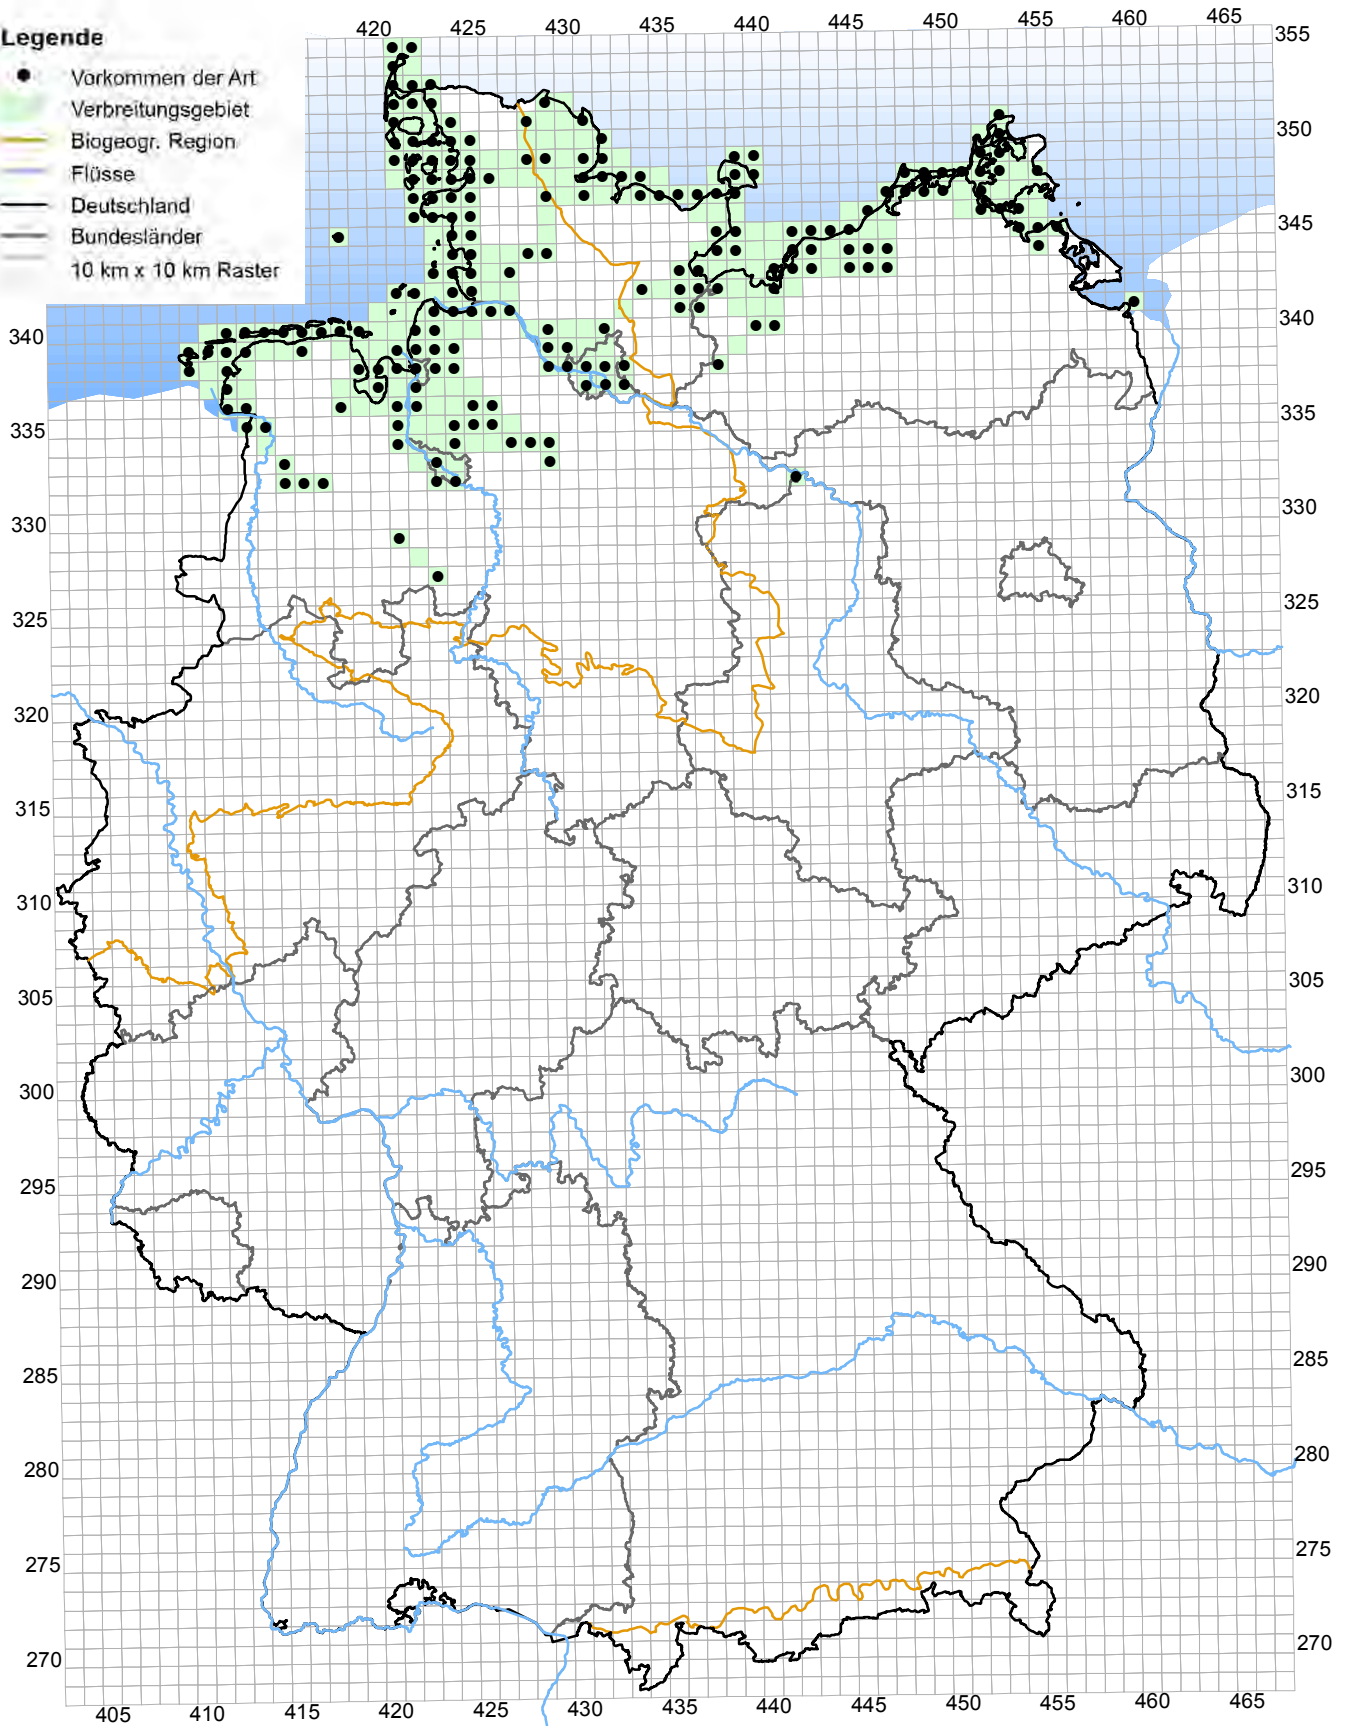 Legende
Vorkommen der Art
Verbreitungsgebiet
Biogeogr. Region
Flüsse
Deutschland
Bundesländer
10 km x 10 km Raster
420 425 430 435 440 445 450 455 460 465
355
350
345
340 340
335 335
330 330
325 325
320 320
315 315
310 310
305 305
300 300
295 295
290 290
285 285
280 280
275 275
270 270
405 410 415 420 425 430 435 440 445 450 455 460 465